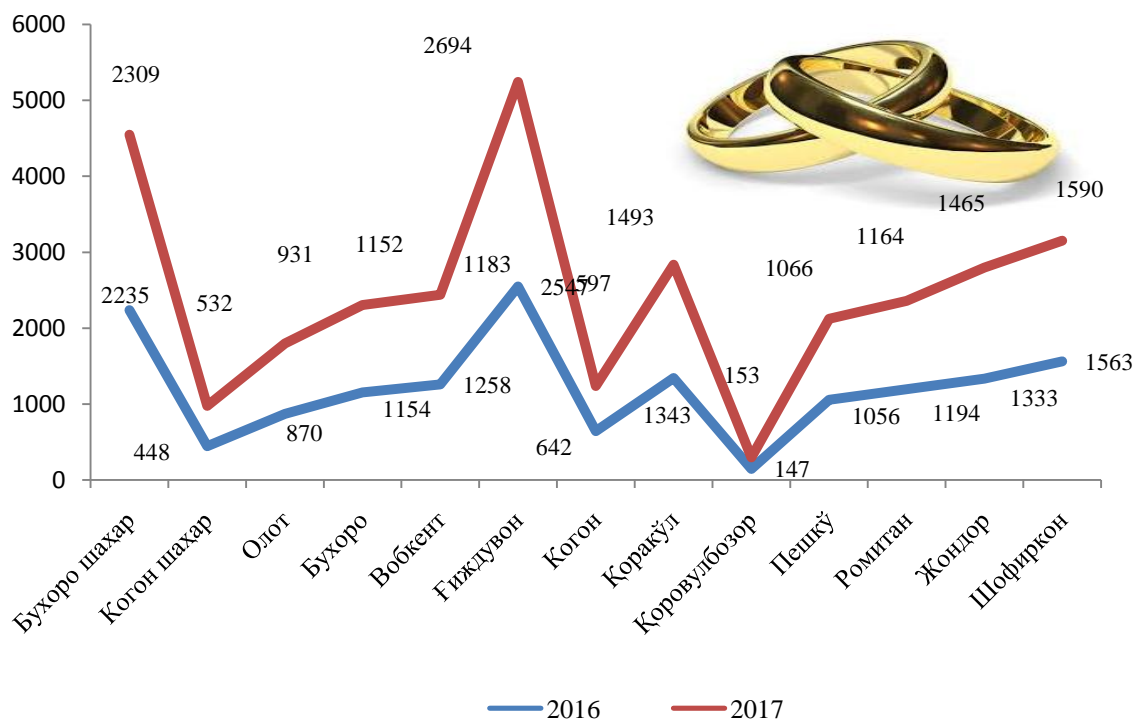 6000
5000
4000
3000
2000
1000
0
2309
2235
532
448
931
870
1152
1154
1183
1258
2694
2547
597
642
1493
1343
153
147
1066
1056
1164
1194
1465
1333
1590
1563
Бухоро шахар
Когон шахар
Олот
Бухоро
Вобкент
Ғиждувон
Когон
Қоракўл
Қоровулбозор
Пешкў
Ромитан
Жондор
Шофиркон
2016
2017